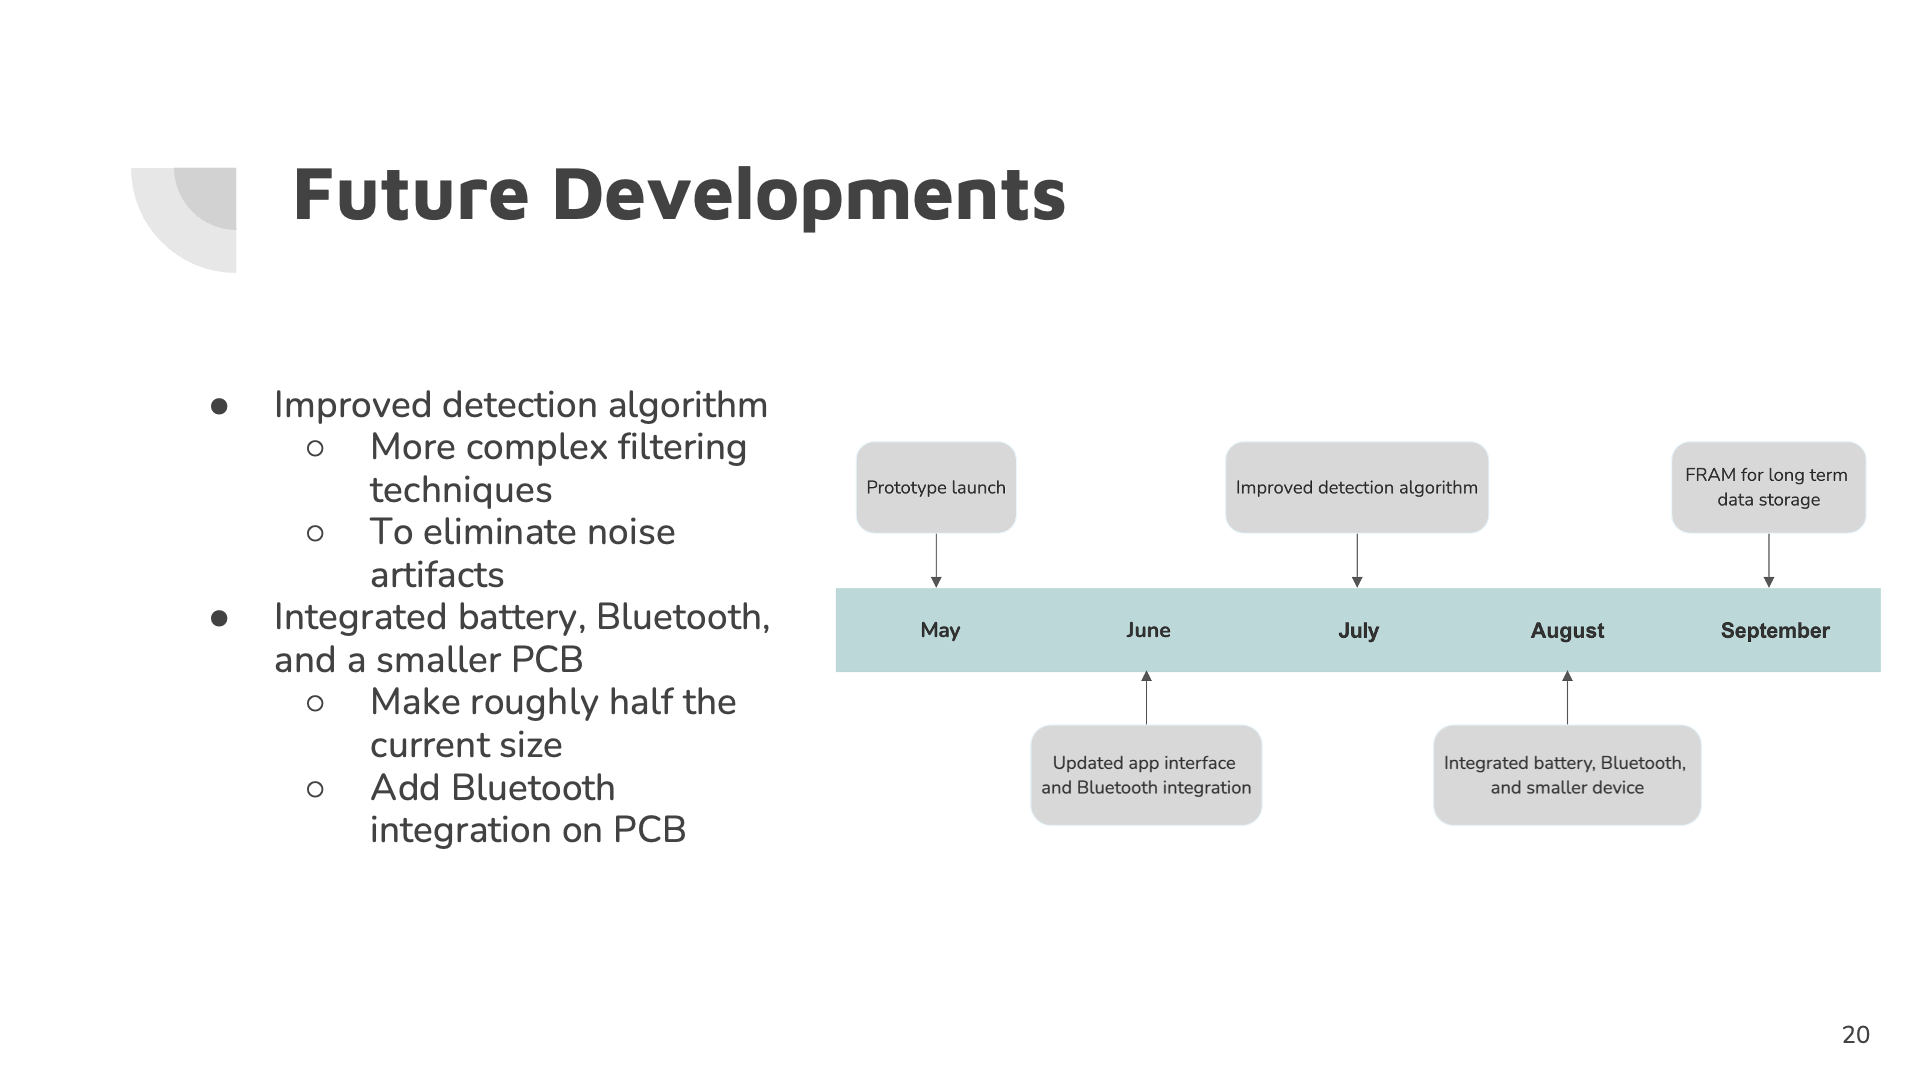 Future Developments
● Improved detection algorithm
○ More complex filtering
techniques
○ To eliminate noise
artifacts
● Integrated battery, Bluetooth,
and a smaller PCB
○ Make roughly half the
current size
○ Add Bluetooth
integration on PCB
Prototype launch
Improved detection algorithm
FRAM for long term
data storage
May
June
July
August
September
Updated app interface
and Bluetooth integration
Integrated battery, Bluetooth,
and smaller device
20